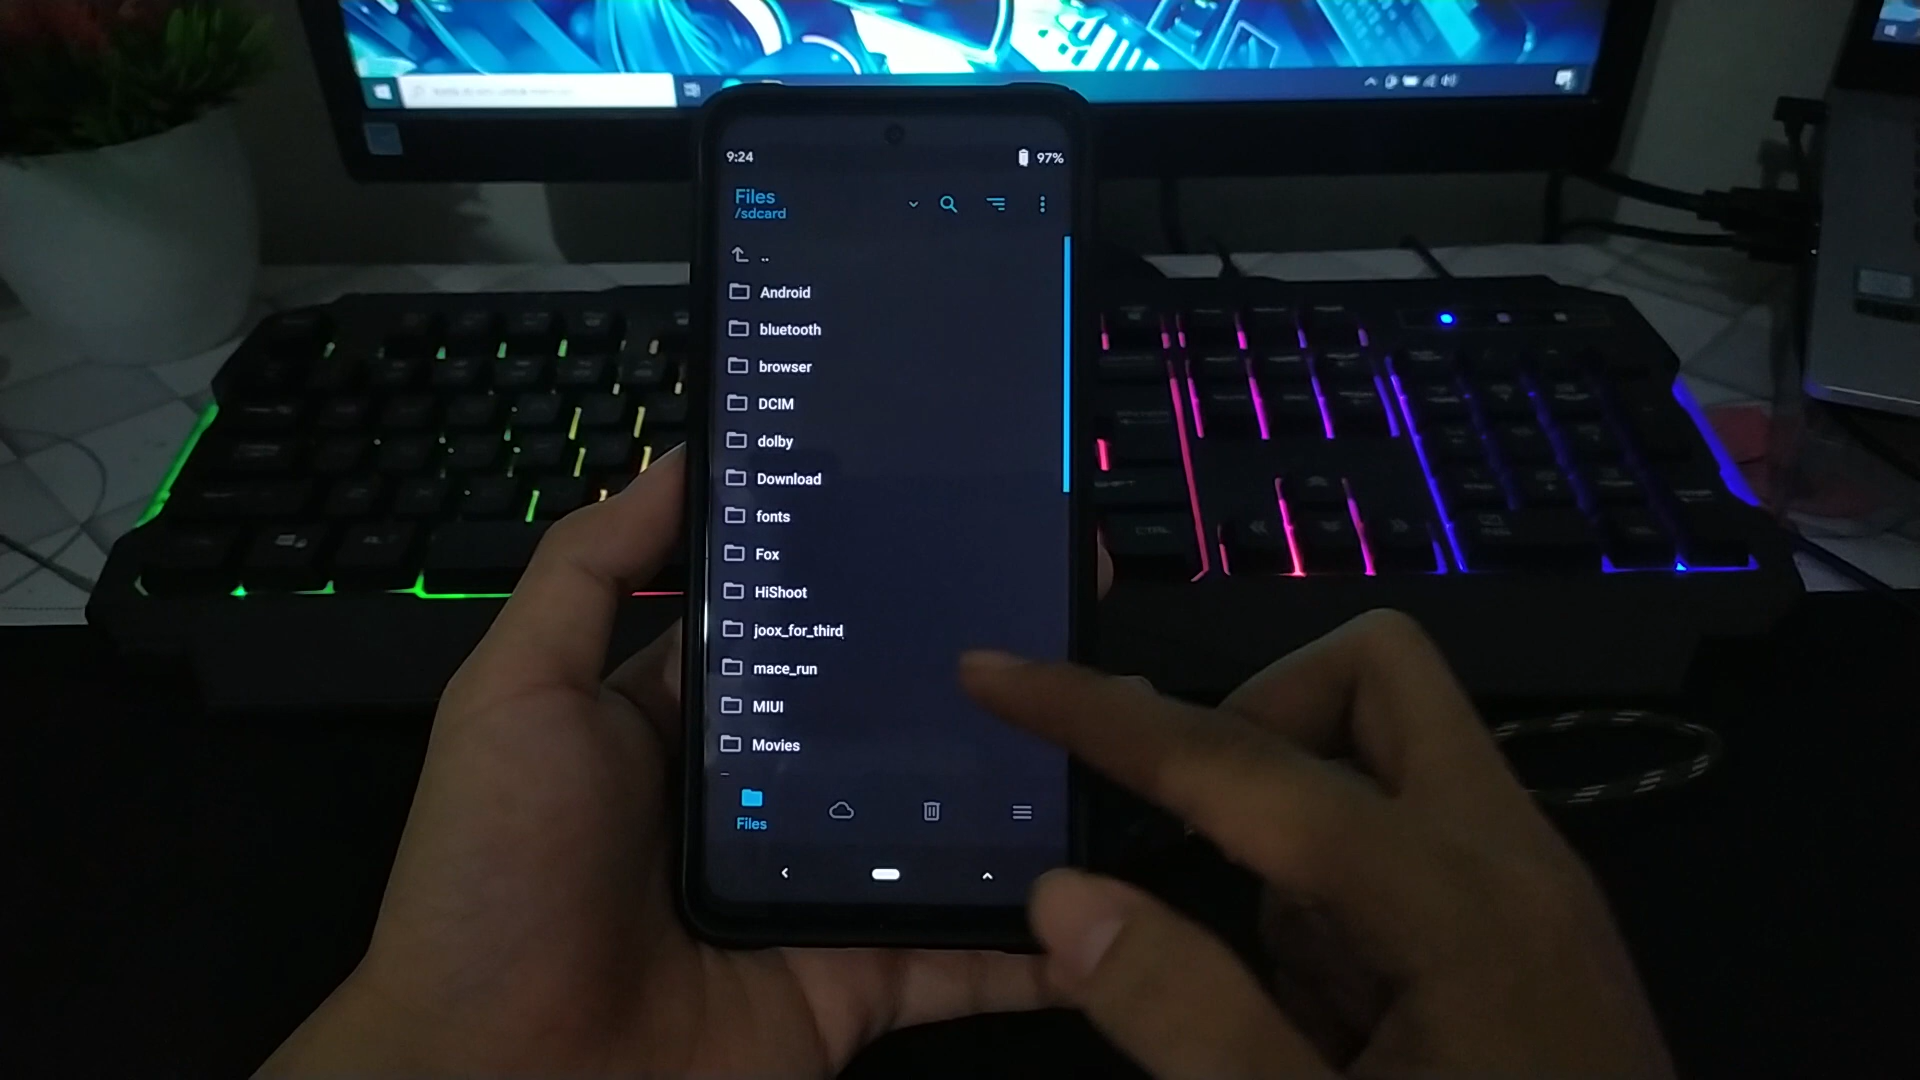 9:24
97%
Files
/sdcard
..
Android
bluetooth
browser
DCIM
dolby
Download
fonts
Fox
HiShoot
joox_for_third
mace_run
MIUI
Movies
Files